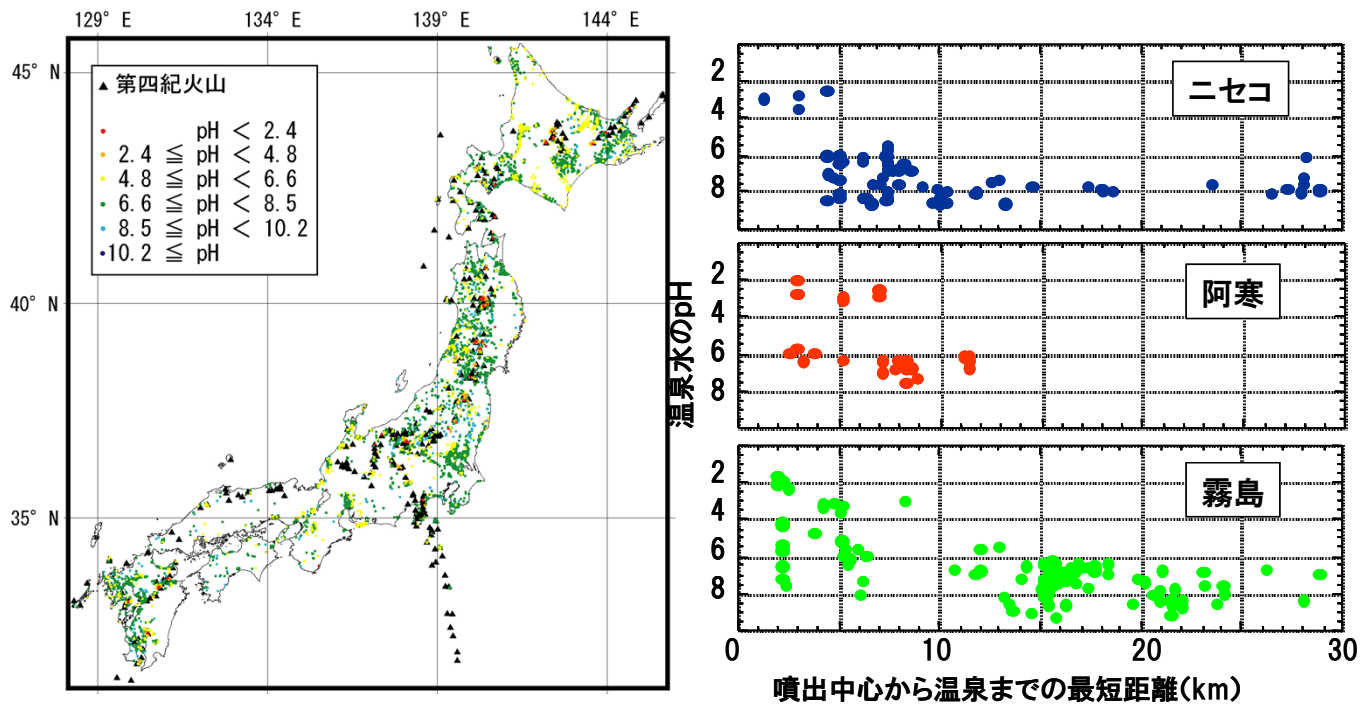 129° E 134° E 139° E 144° E
45° N
40° N
35° N
▲ 第四紀火山
pH < 2.4
2.4 ≦ pH < 4.8
4.8 ≦ pH < 6.6
6.6 ≦ pH < 8.5
8.5 ≦ pH < 10.2
10.2 ≦ pH
温泉水のpH
2
4
6
8
ニセコ
2
4
6
8
阿寒
2
4
6
8
霧島
0 10 20 30
噴出中心から温泉までの最短距離(km)